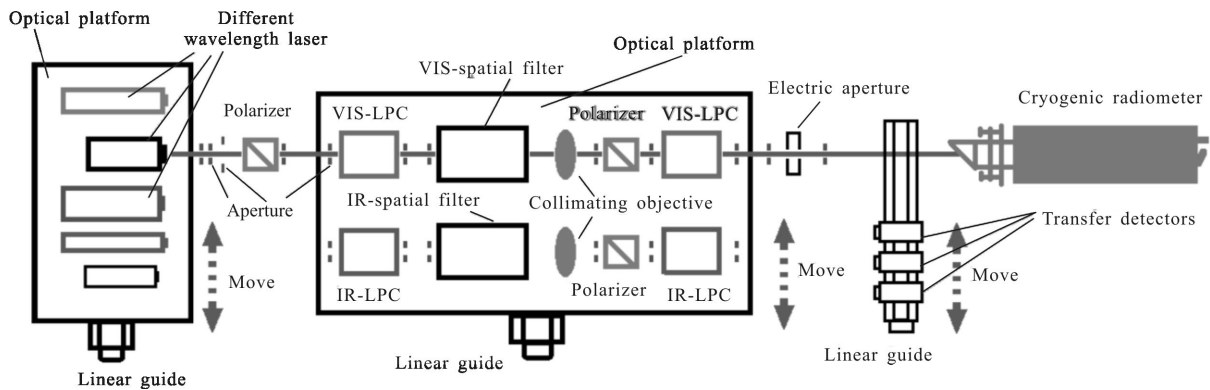 Optical platform
Different
wavelength laser
Polarizer
Aperture
Move
Linear guide
VIS-spatial filter
Optical platform
VIS-LPC
Polarizer
VIS-LPC
IR-spatial filter
Collimating objective
IR-LPC
Polarizer
IR-LPC
Linear guide
Electric aperture
Move
Cryogenic radiometer
Transfer detectors
Move
Linear guide